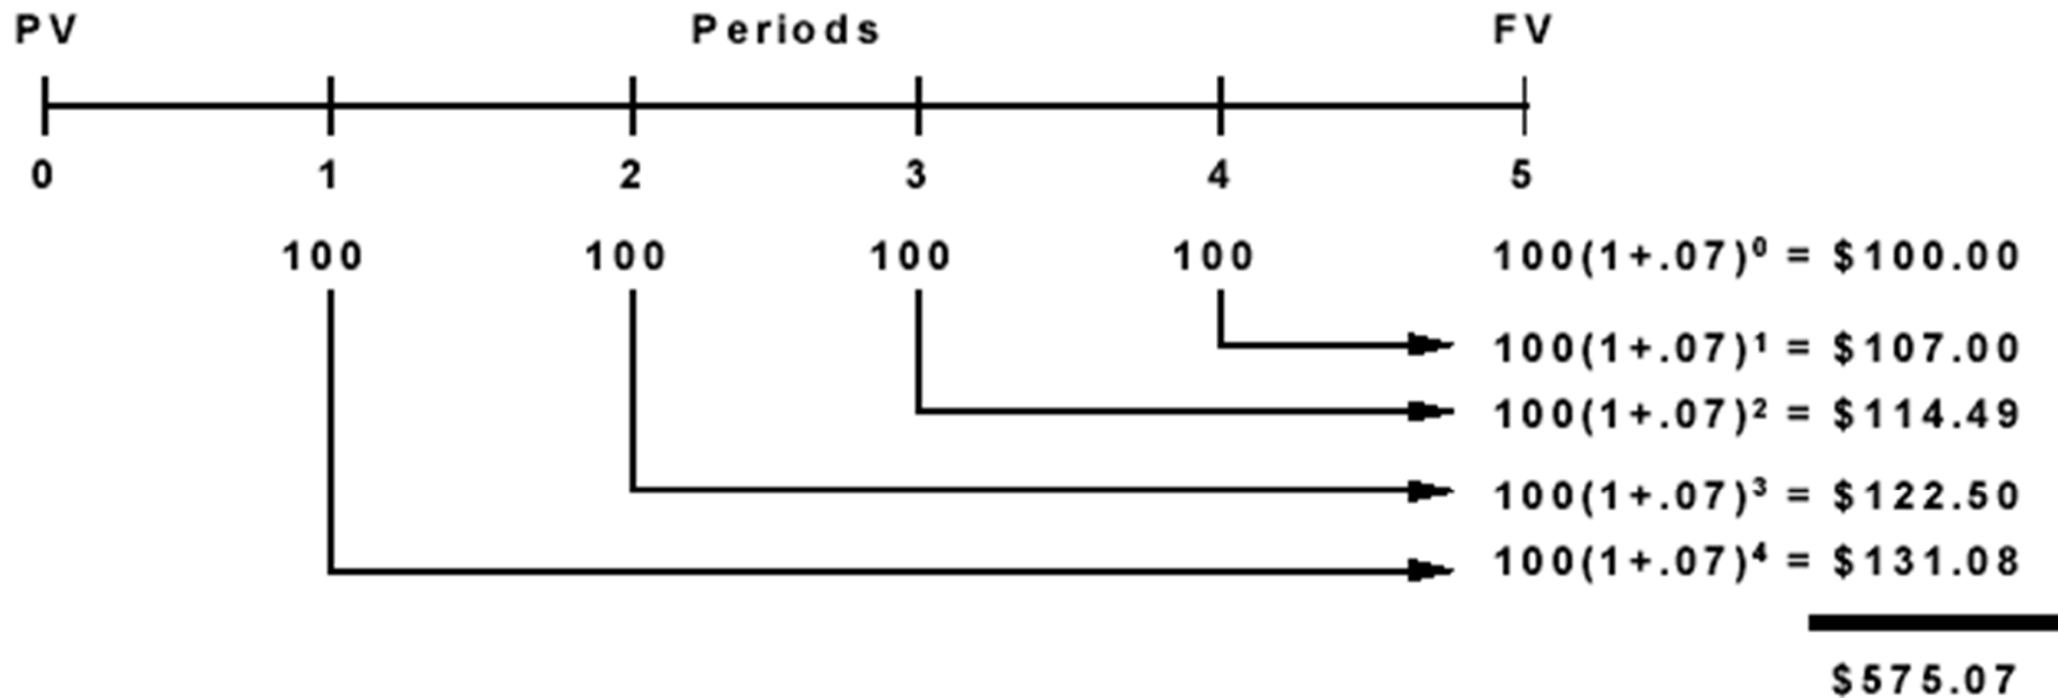 PV Periods FV
0 1 2 3 4 5
100 100 100 100 100(1+.07)⁰ = $100.00
100(1+.07)¹ = $107.00
100(1+.07)² = $114.49
100(1+.07)³ = $122.50
100(1+.07)⁴ = $131.08
$575.07